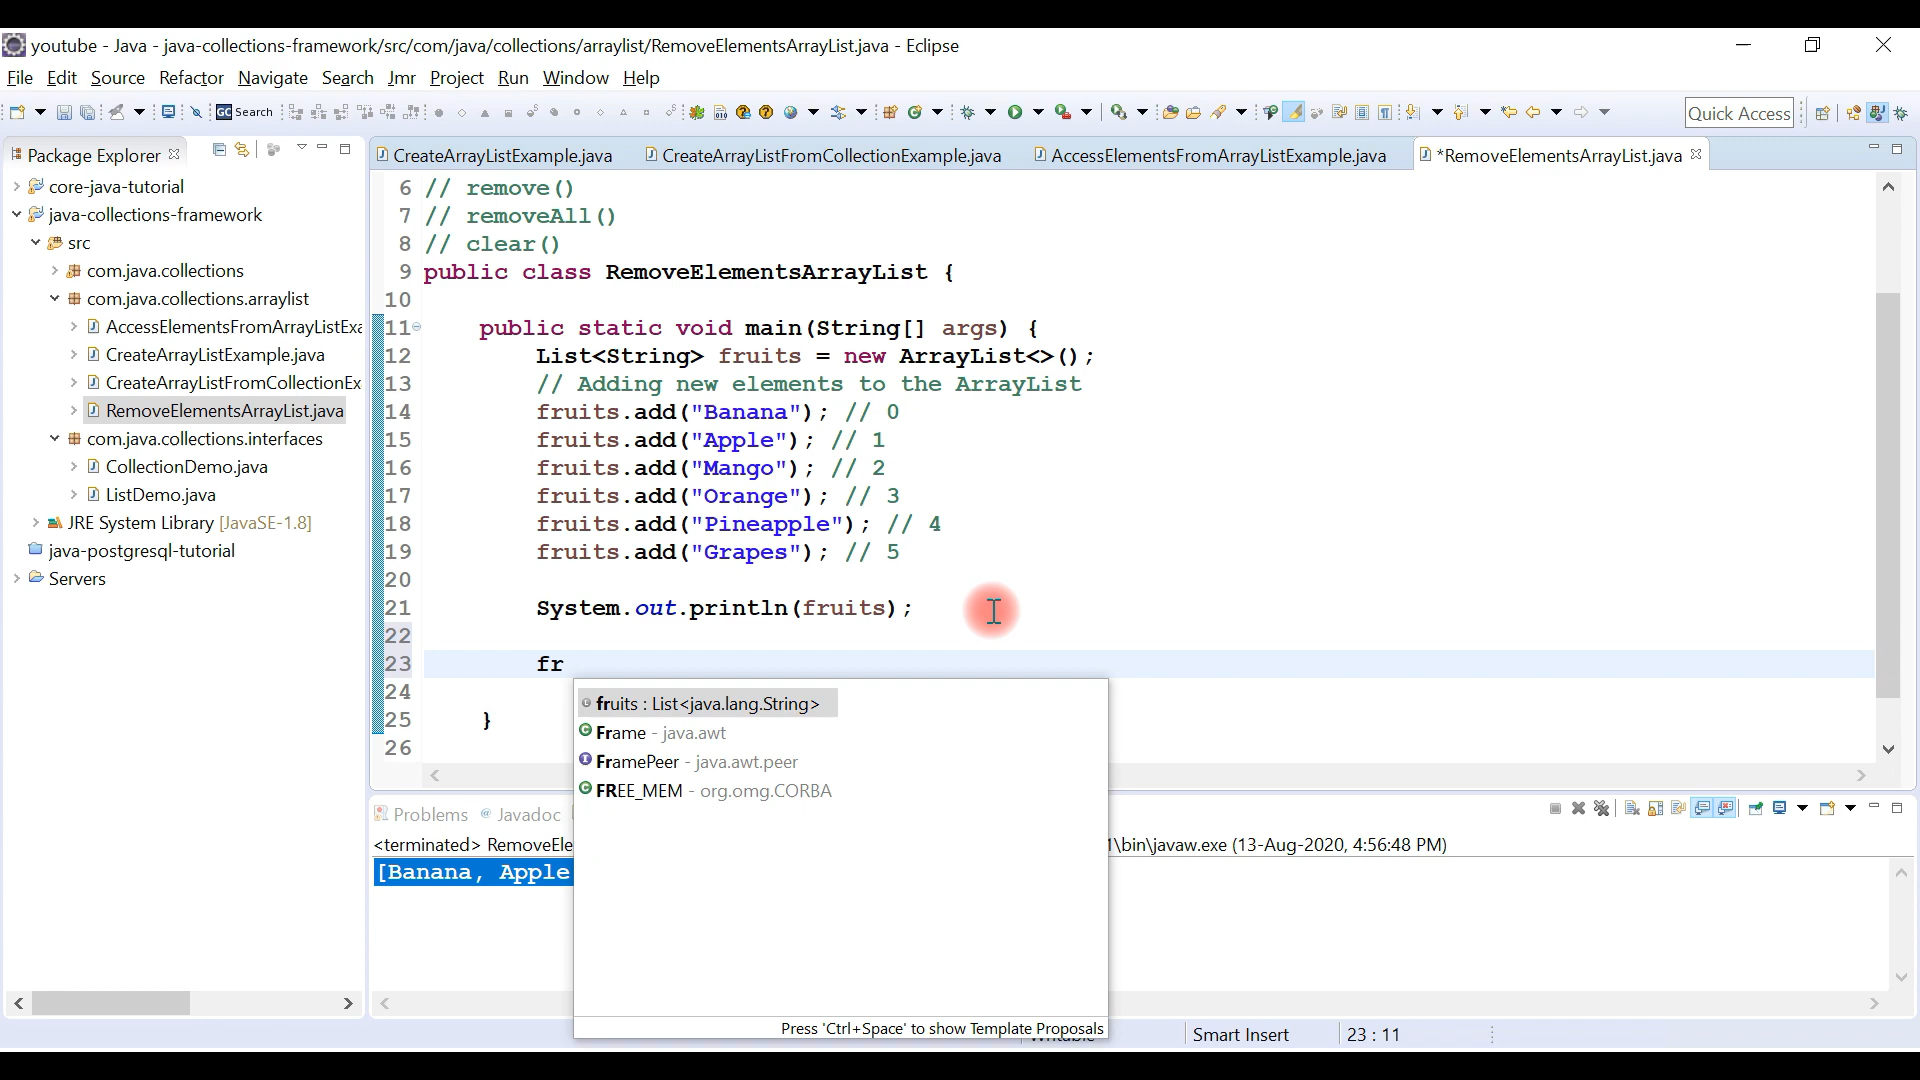 youtube - Java - java-collections-framework/src/com/java/collections/arraylist/RemoveElementsArrayList.java - Eclipse
File Edit Source Refactor Navigate Search Jmr Project Run Window Help
GC Search
Quick Access
Package Explorer
core-java-tutorial
java-collections-framework
src
com.java.collections
com.java.collections.arraylist
AccessElementsFromArrayListExa
CreateArrayListExample.java
CreateArrayListFromCollectionEx
RemoveElementsArrayList.java
com.java.collections.interfaces
CollectionDemo.java
ListDemo.java
JRE System Library [JavaSE-1.8]
java-postgresql-tutorial
Servers
CreateArrayListExample.java CreateArrayListFromCollectionExample.java AccessElementsFromArrayListExample.java *RemoveElementsArrayList.java
6 // remove()
7 // removeAll()
8 // clear()
9 public class RemoveElementsArrayList {
10
11 public static void main(String[] args) {
12 List<String> fruits = new ArrayList<>();
13 // Adding new elements to the ArrayList
14 fruits.add("Banana"); // 0
15 fruits.add("Apple"); // 1
16 fruits.add("Mango"); // 2
17 fruits.add("Orange"); // 3
18 fruits.add("Pineapple"); // 4
19 fruits.add("Grapes"); // 5
20
21 System.out.println(fruits);
22
23 fr
24
25 }
26
fruits : List<java.lang.String>
Frame - java.awt
FramePeer - java.awt.peer
FREE_MEM - org.omg.CORBA
Press 'Ctrl+Space' to show Template Proposals
Problems @ Javadoc
<terminated> RemoveEle 1\bin\javaw.exe (13-Aug-2020, 4:56:48 PM)
[Banana, Apple
Writable Smart Insert 23 : 11